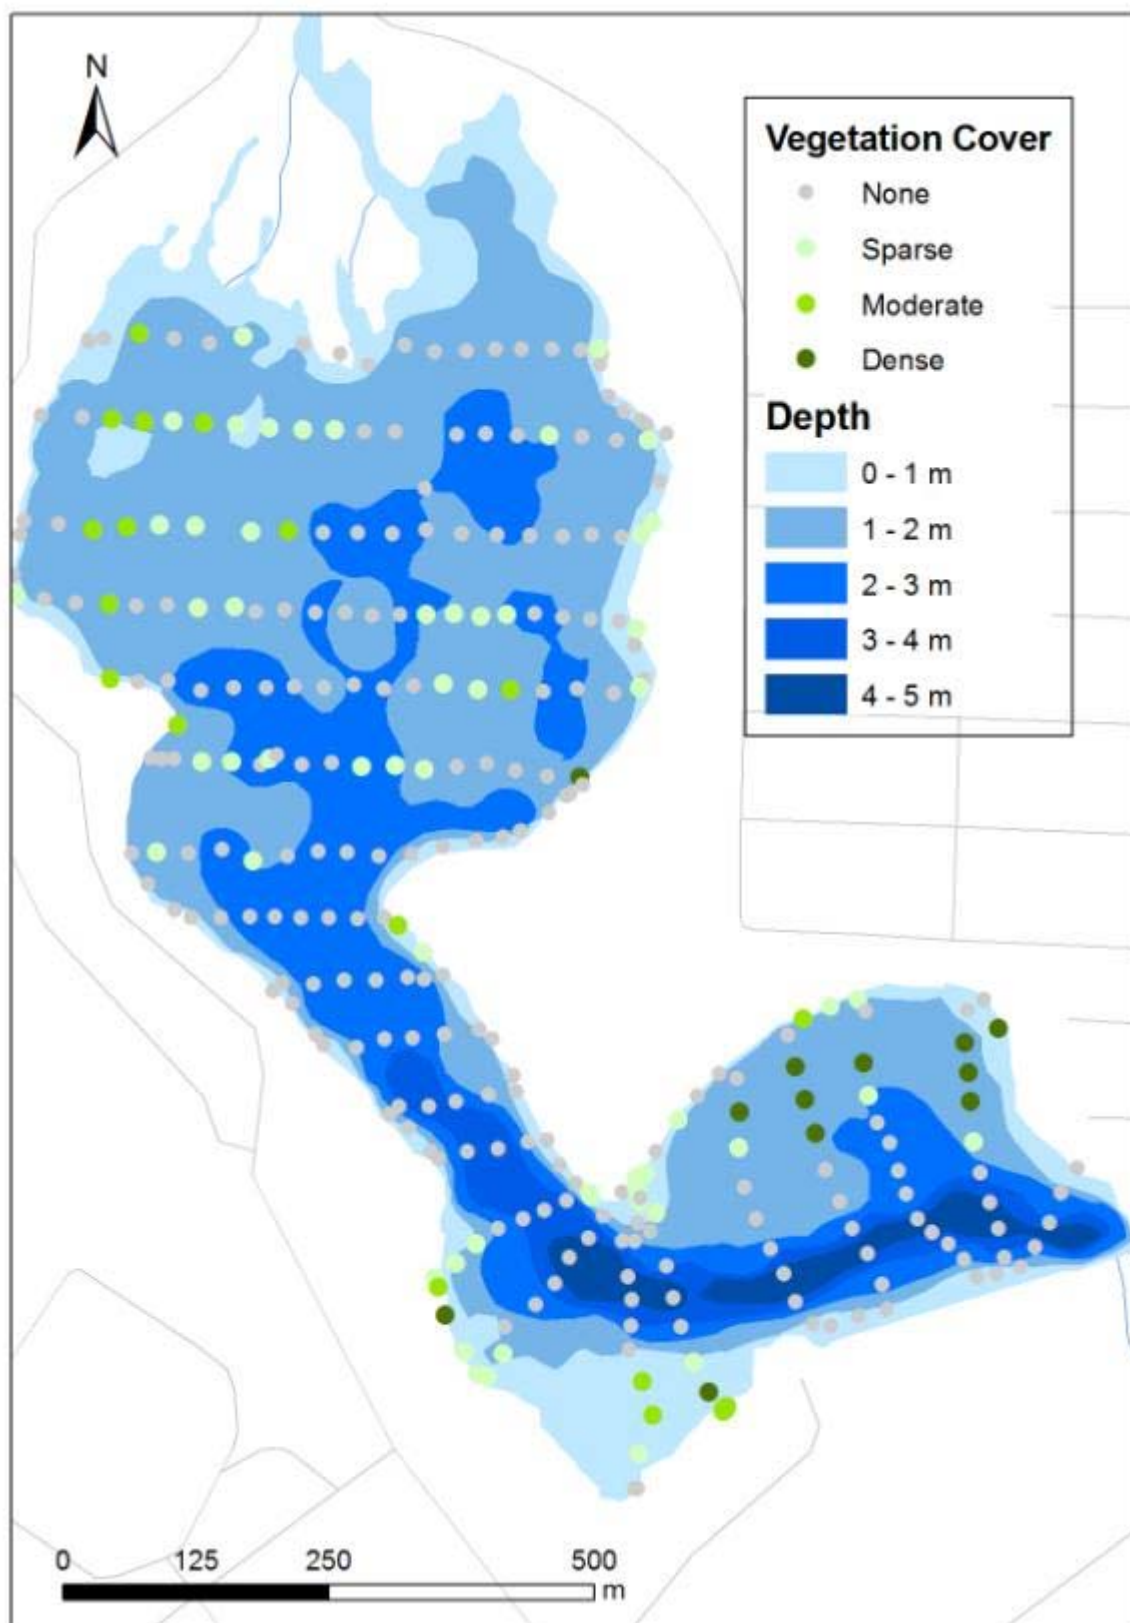 N
Vegetation Cover
None
Sparse
Moderate
Dense
Depth
0 - 1 m
1 - 2 m
2 - 3 m
3 - 4 m
4 - 5 m
0 125 250 500
m